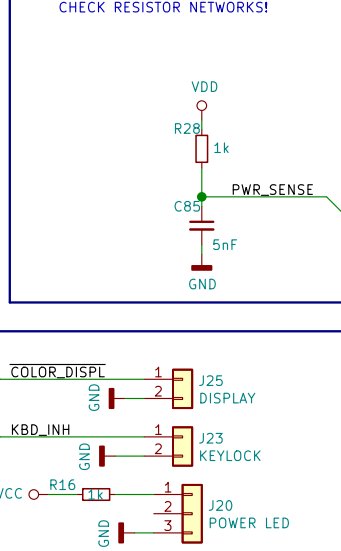 CHECK RESISTOR NETWORKS!
VDD
R28
1k
PWR_SENSE
C85
5nF
GND
COLOR_DISPL
1
2
GND
J25
DISPLAY
KBD_INH
1
2
GND
J23
KEYLOCK
VCC
R16
1k
1
2
3
GND
J20
POWER LED